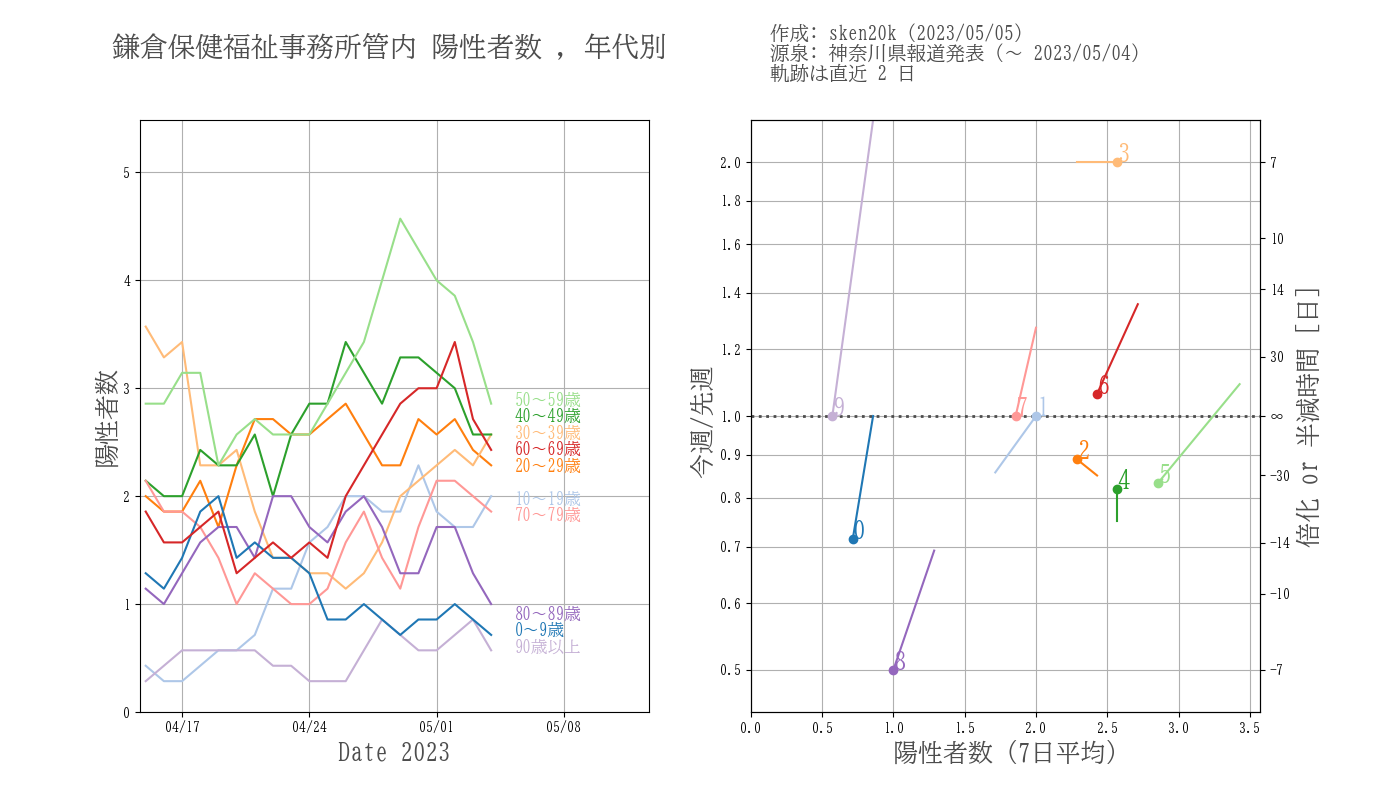 鎌倉保健福祉事務所管内 陽性者数 , 年代別
作成: sken20k (2023/05/05)
源泉: 神奈川県報道発表 (～ 2023/05/04)
軌跡は直近 2 日
陽性者数
5
4
3
2
1
0
04/17
04/24
05/01
05/08
Date 2023
50～59歳
40～49歳
30～39歳
60～69歳
20～29歳
10～19歳
70～79歳
80～89歳
0～9歳
90歳以上
今週/先週
2.0
1.8
1.6
1.4
1.2
1.0
0.9
0.8
0.7
0.6
0.5
3
9
7
1
6
2
4
5
0
8
0.0
0.5
1.0
1.5
2.0
2.5
3.0
3.5
陽性者数 (7日平均)
7
10
14
30
∞
-30
-14
-10
-7
倍化 or 半減時間 [日]